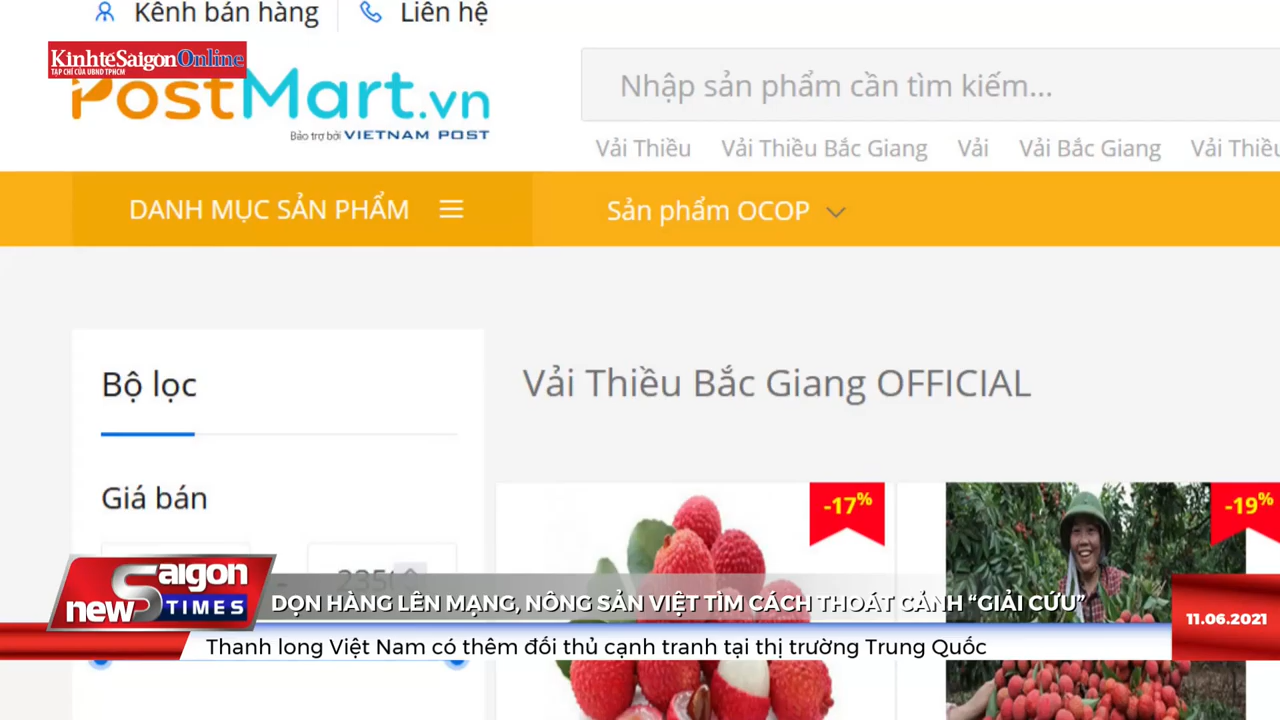 Kênh bán hàng
Liên hệ
KinhtếSàigònOnline
TẠP CHÍ CỦA UBND TPHCM
PostMart.vn
Bảo trợ bởi VIETNAM POST
Nhập sản phẩm cần tìm kiếm...
Vải Thiều Vải Thiều Bắc Giang Vải Vải Bắc Giang Vải Thiều
DANH MỤC SẢN PHẨM
Sản phẩm OCOP
Bộ lọc
Vải Thiều Bắc Giang OFFICIAL
Giá bán
-17%
-19%
Saigon
new TIMES
DỌN HÀNG LÊN MẠNG, NÔNG SẢN VIỆT TÌM CÁCH THOÁT CẢNH “GIẢI CỨU”
11.06.2021
Thanh long Việt Nam có thêm đối thủ cạnh tranh tại thị trường Trung Quốc